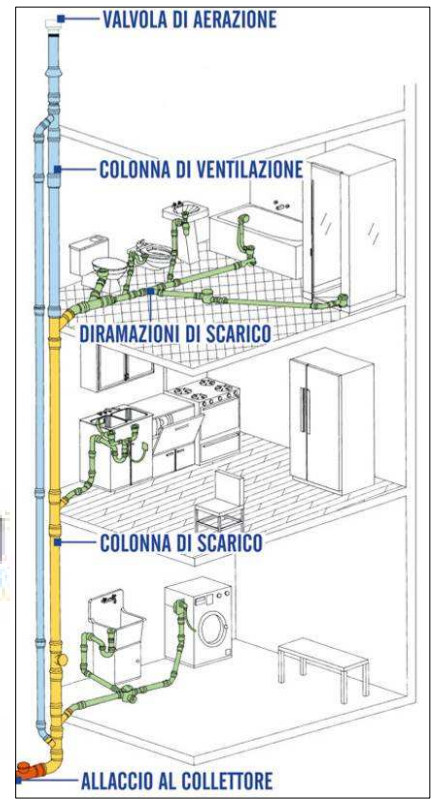 VALVOLA DI AERAZIONE
COLONNA DI VENTILAZIONE
DIRAMAZIONI DI SCARICO
COLONNA DI SCARICO
ALLACCIO AL COLLETTORE